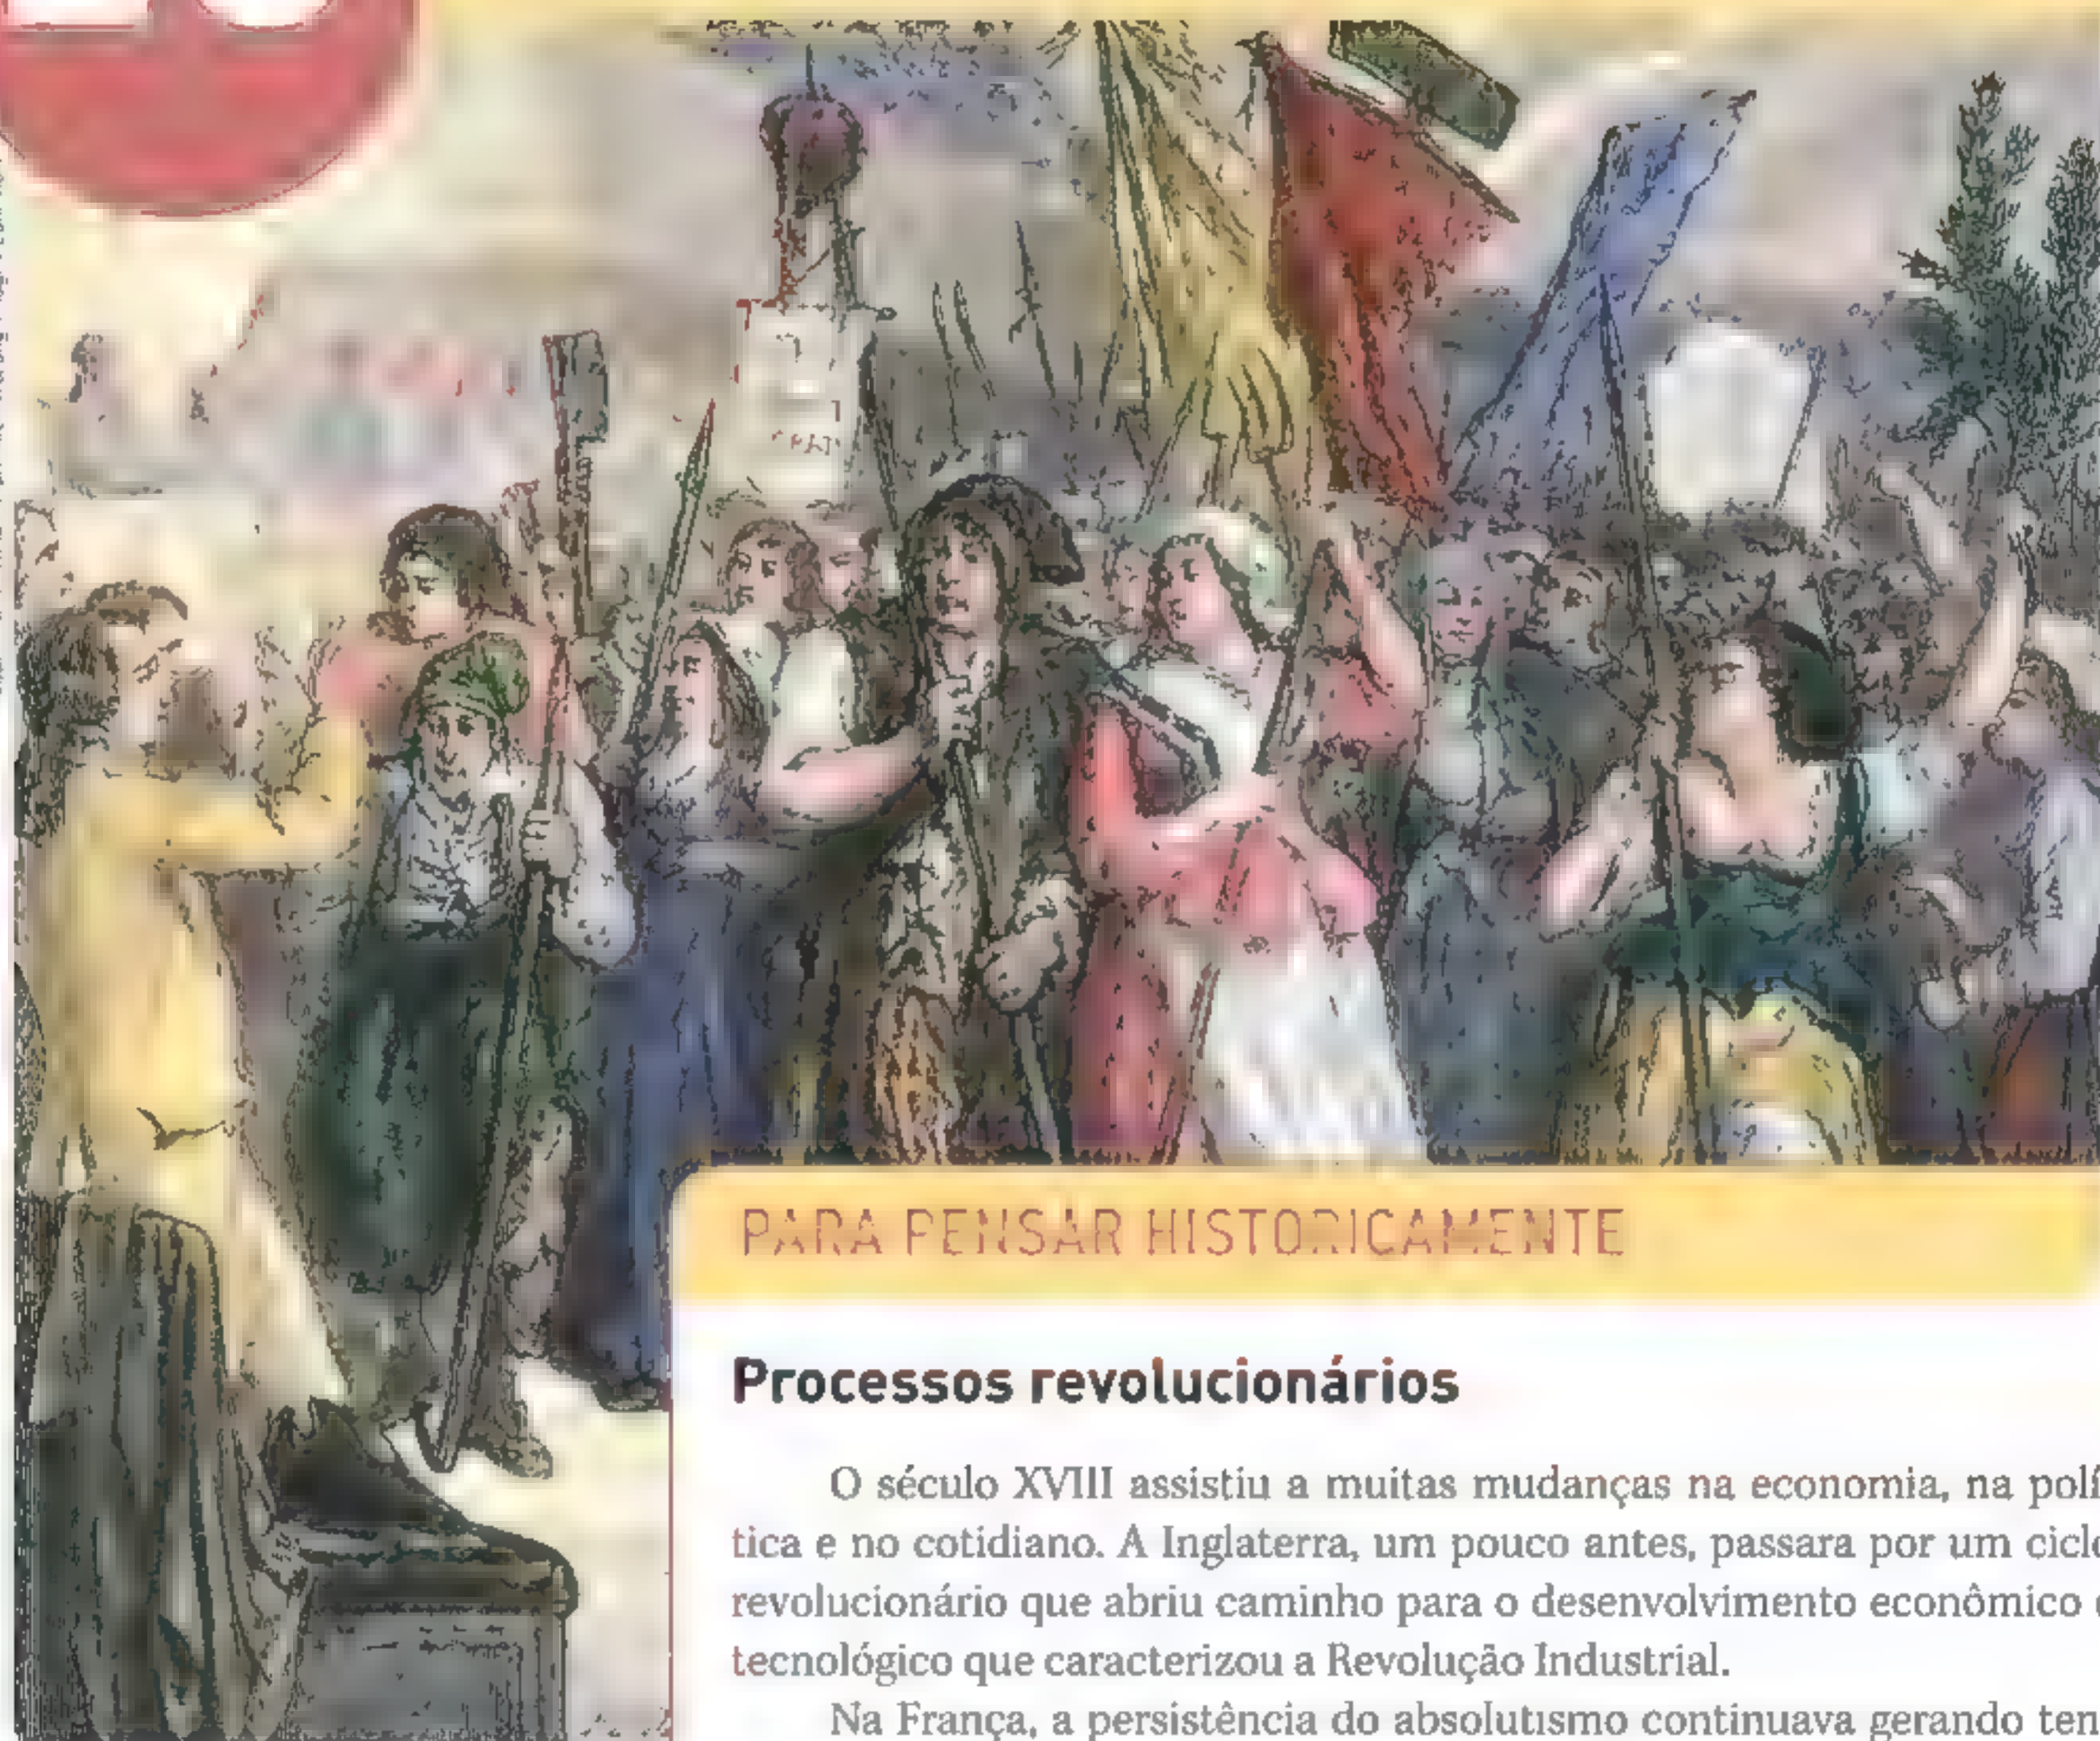 PARA PENSAR HISTORICAMENTE
Processos revolucionários
O século XVIII assistiu a muitas mudanças na economia, na polí
tica e no cotidiano. A Inglaterra, um pouco antes, passara por um ciclo
revolucionário que abriu caminho para o desenvolvimento econômico e
tecnológico que caracterizou a Revolução Industrial.
Na França, a persistência do absolutismo continuava gerando ten